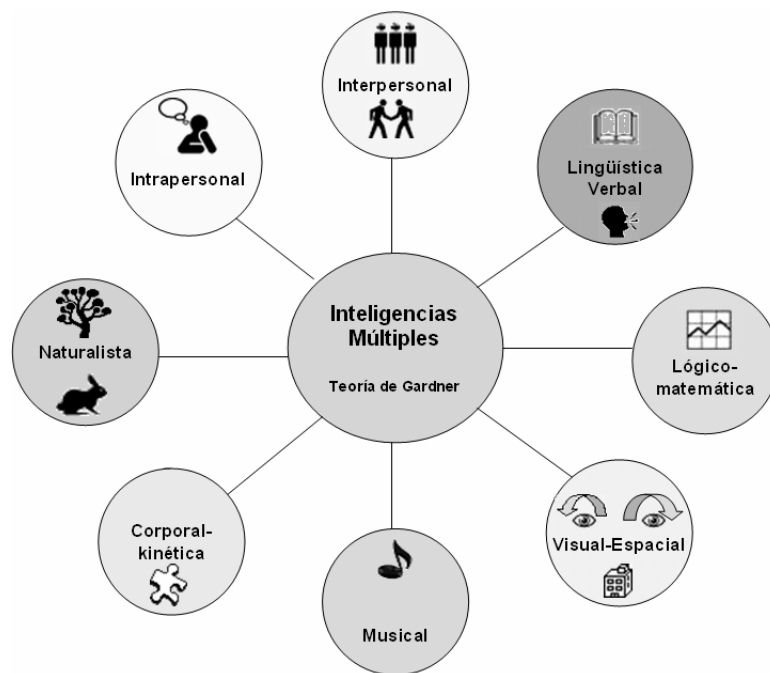 Inteligencias
Múltiples
Teoría de Gardner
Interpersonal
Lingüística
Verbal
Lógico-
matemática
Visual-Espacial
Musical
Corporal-
kinética
Naturalista
Intrapersonal